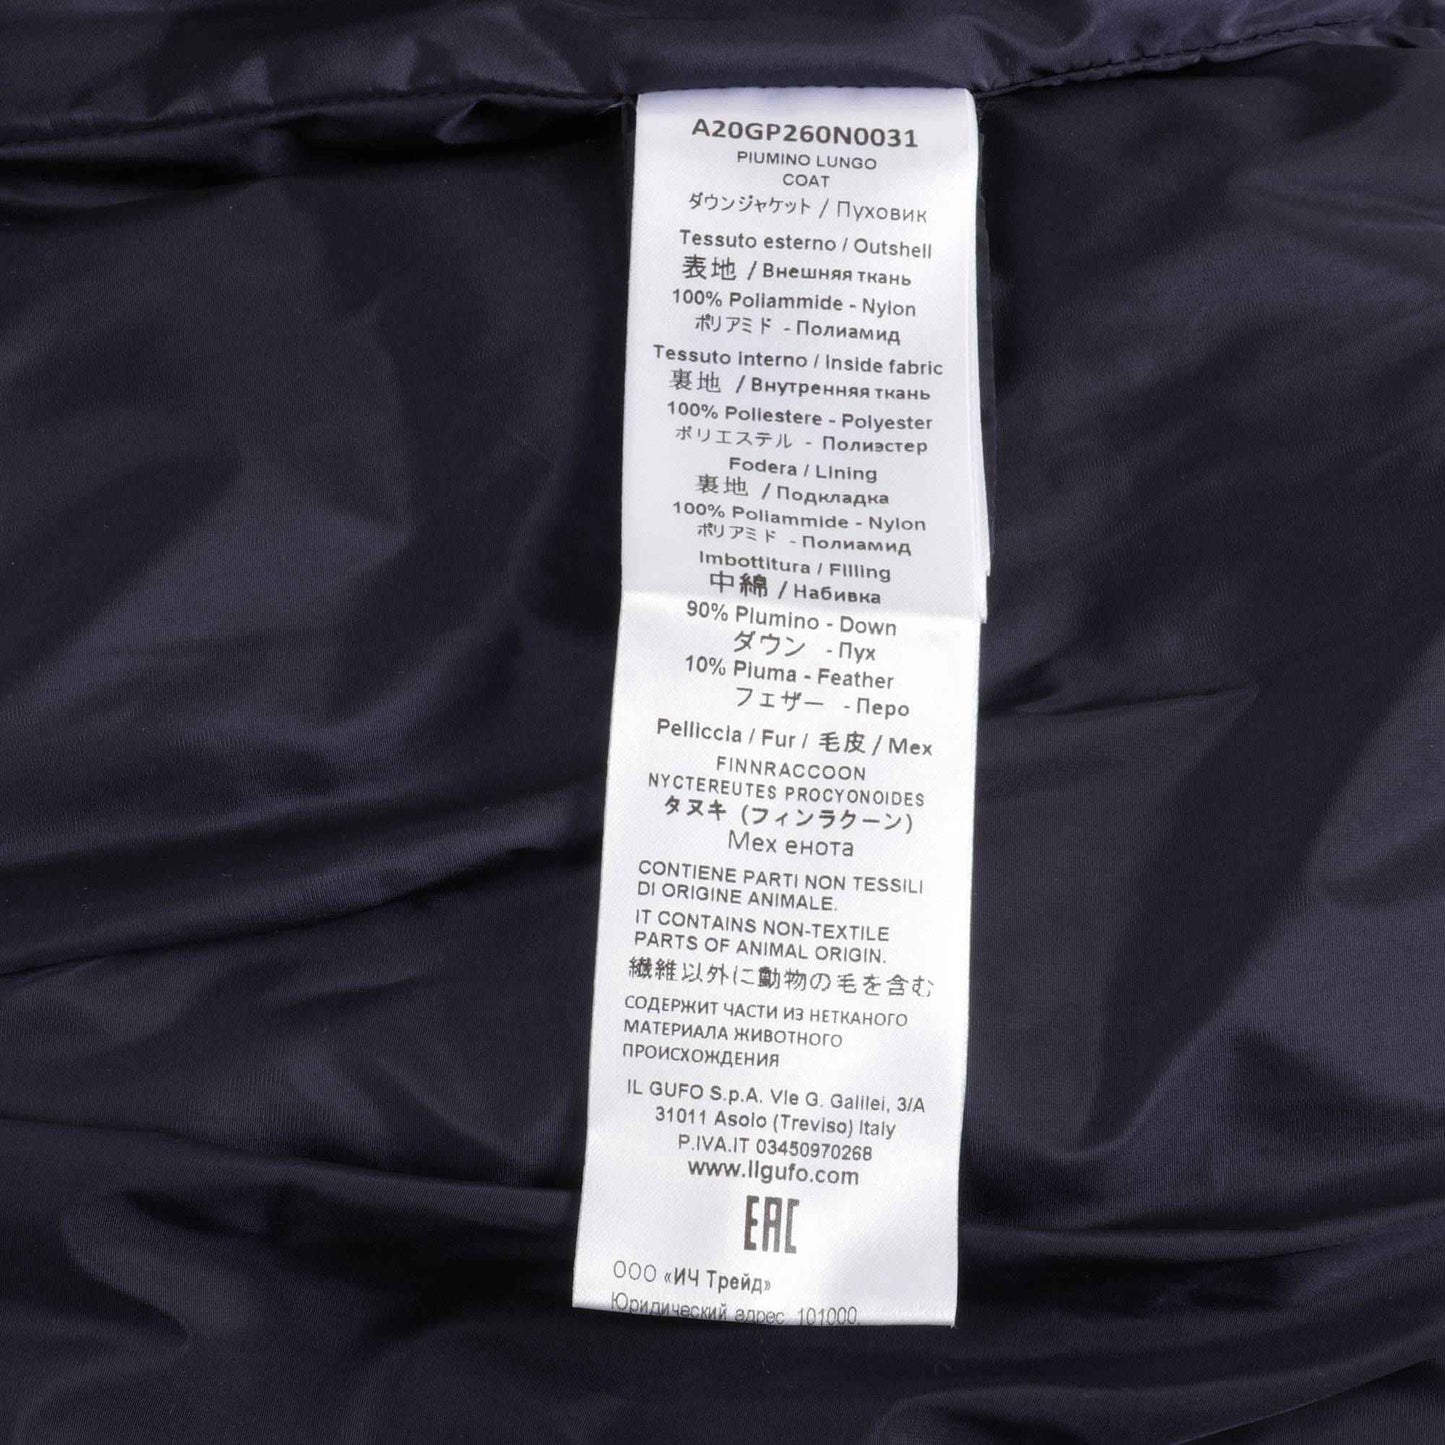 A20GP260N0031
PIUMINO LUNGO
COAT
ダウンジャケット / Пуховик
Tessuto esterno / Outshell
表地 / Внешняя ткань
100% Poliammide - Nylon
ポリアミド - Полиамид
Tessuto interno / Inside fabric
裏地 / Внутренняя ткань
100% Poliestere - Polyester
ポリエステル - Полиэстер
Fodera / Lining
裏地 / Подкладка
100% Poliammide - Nylon
ポリアミド - Полиамид
Imbottitura / Filling
中綿 / Набивка
90% Piumino - Down
ダウン - Пух
10% Piuma - Feather
フェザー - Перо
Pelliccia / Fur / 毛皮 / Мех
FINNRACCOON
NYCTEREUTES PROCYONOIDES
タヌキ (フィンラクーン)
Мех енота
CONTIENE PARTI NON TESSILI
DI ORIGINE ANIMALE.
IT CONTAINS NON-TEXTILE
PARTS OF ANIMAL ORIGIN.
繊維以外に動物の毛を含む
СОДЕРЖИТ ЧАСТИ ИЗ НЕТКАНОГО
МАТЕРИАЛА ЖИВОТНОГО
ПРОИСХОЖДЕНИЯ
IL GUFO S.p.A. Vle G. Galilei, 3/A
31011 Asolo (Treviso) Italy
P.IVA.IT 03450970268
www.ilgufo.com
EAC
ООО «ИЧ Трейд»
Юридический адрес 101000,